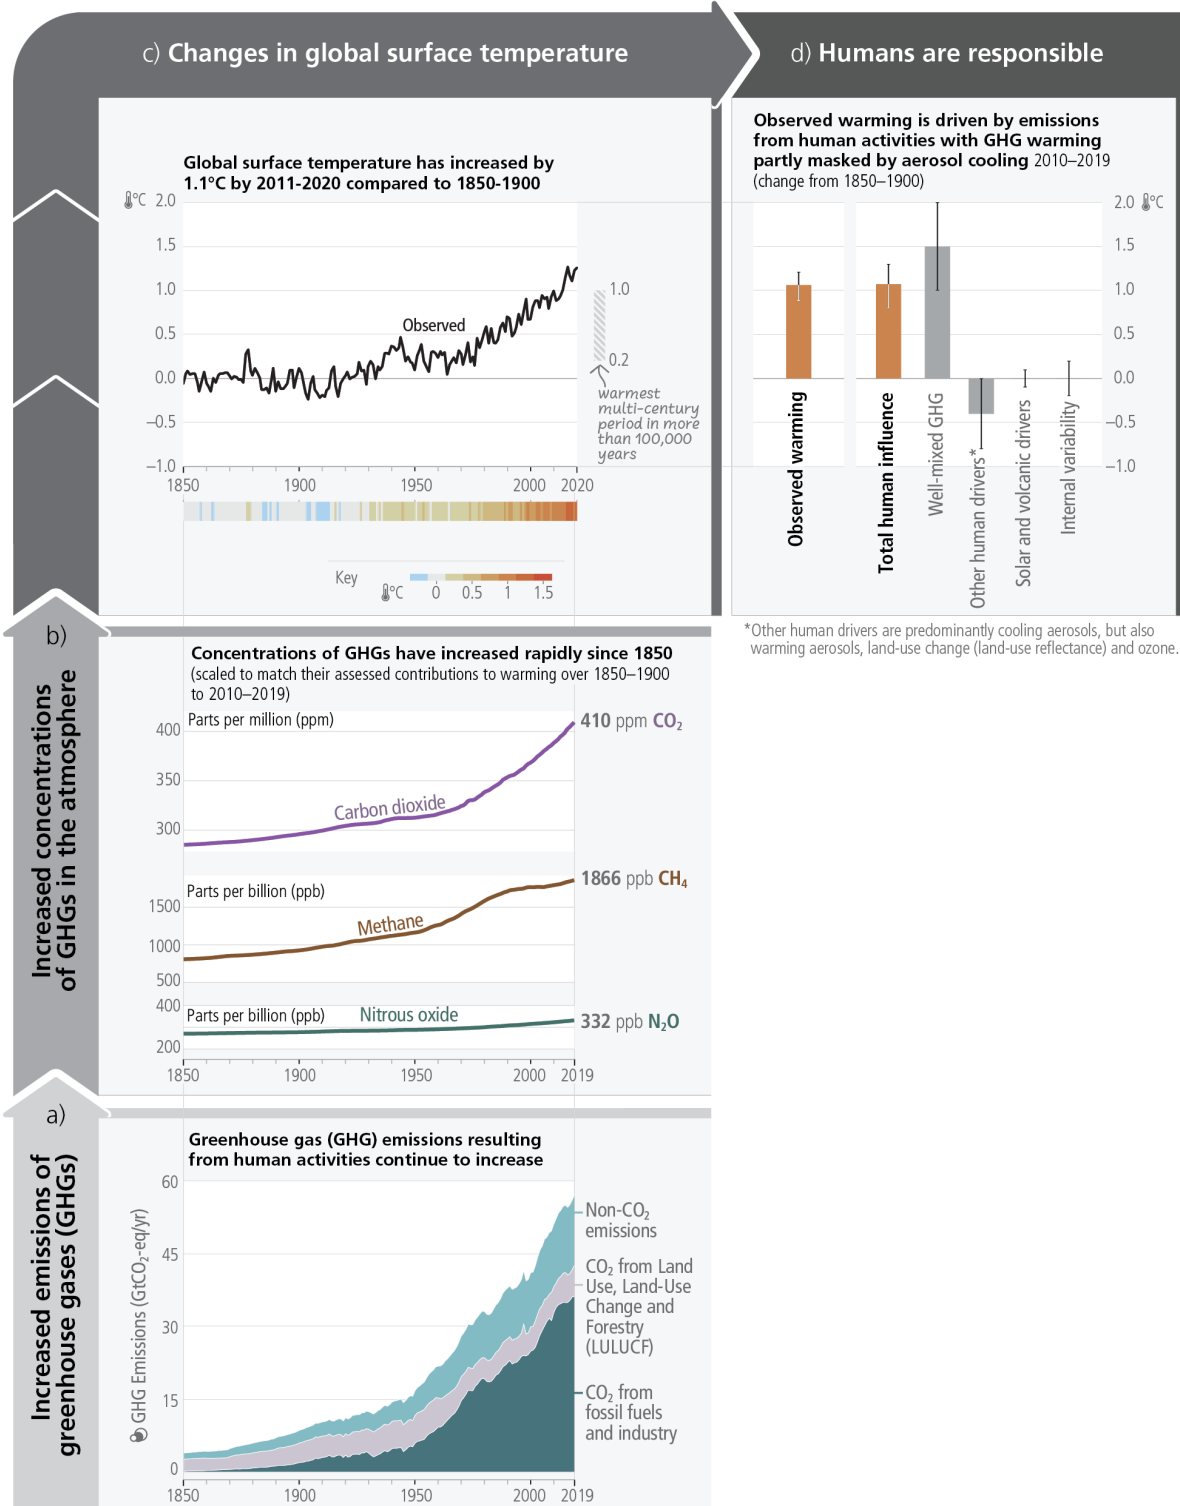 c) Changes in global surface temperature
d) Humans are responsible
Global surface temperature has increased by
1.1°C by 2011-2020 compared to 1850-1900
°C
2.0
1.5
1.0
0.5
0.0
–0.5
–1.0
Observed
1.0
0.2
warmest
multi-century
period in more
than 100,000
years
1850
1900
1950
2000
2020
Key
°C
0
0.5
1
1.5
Observed warming is driven by emissions
from human activities with GHG warming
partly masked by aerosol cooling 2010–2019
(change from 1850–1900)
2.0 °C
1.5
1.0
0.5
0.0
–0.5
–1.0
Observed warming
Total human influence
Well-mixed GHG
Other human drivers*
Solar and volcanic drivers
Internal variability
*Other human drivers are predominantly cooling aerosols, but also
warming aerosols, land-use change (land-use reflectance) and ozone.
b)
Increased concentrations
of GHGs in the atmosphere
Concentrations of GHGs have increased rapidly since 1850
(scaled to match their assessed contributions to warming over 1850–1900
to 2010–2019)
Parts per million (ppm)
400
350
300
Carbon dioxide
410 ppm CO₂
Parts per billion (ppb)
1500
1000
500
Methane
1866 ppb CH₄
400
Parts per billion (ppb)
200
Nitrous oxide
332 ppb N₂O
1850
1900
1950
2000
2019
a)
Increased emissions of
greenhouse gases (GHGs)
Greenhouse gas (GHG) emissions resulting
from human activities continue to increase
GHG Emissions (GtCO₂-eq/yr)
60
45
30
15
0
Non-CO₂
emissions
CO₂ from Land
Use, Land-Use
Change and
Forestry
(LULUCF)
CO₂ from
fossil fuels
and industry
1850
1900
1950
2000
2019